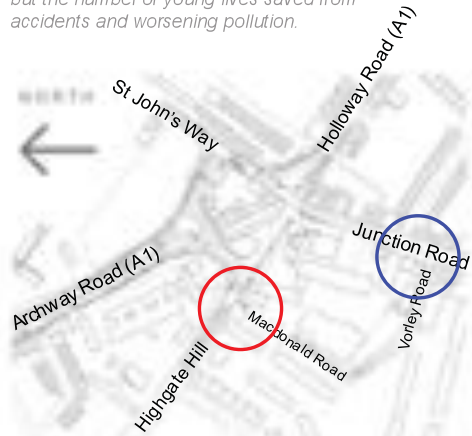 but the number of young lives saved from
accidents and worsening pollution.
NORTH
St John's Way
Holloway Road (A1)
Junction Road
Archway Road (A1)
Macdonald Road
Vorley Road
Highgate Hill